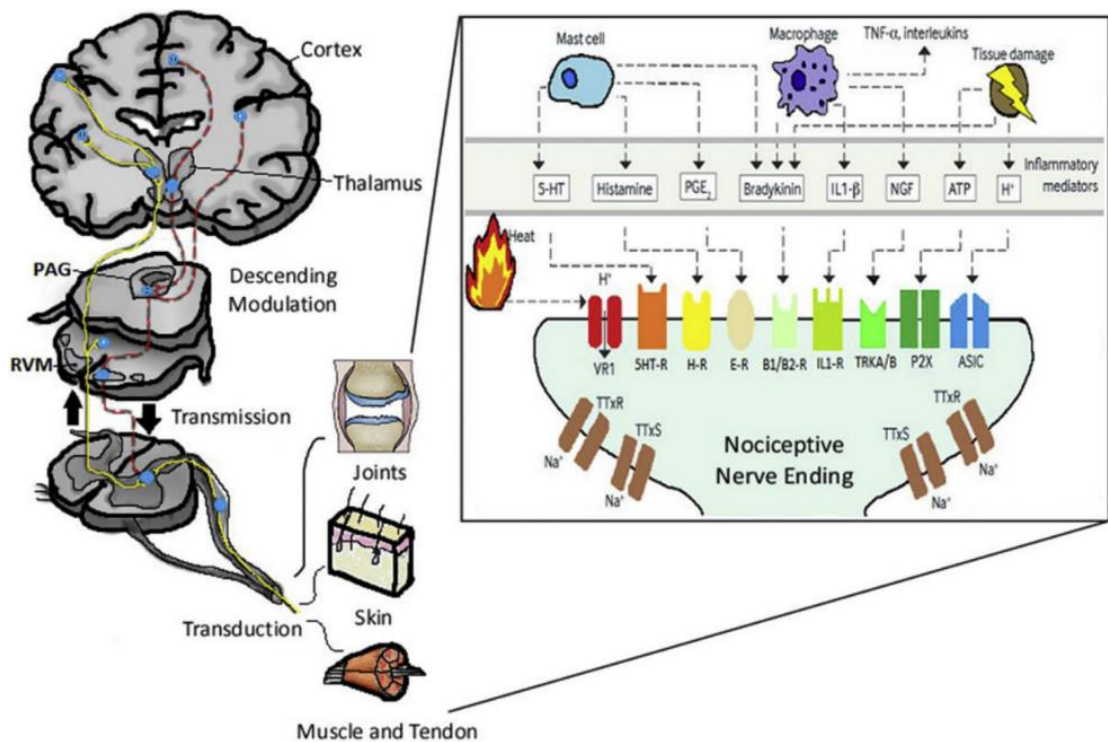 Cortex
Thalamus
PAG
Descending
Modulation
RVM
Transmission
Joints
Skin
Transduction
Muscle and Tendon
Mast cell
Macrophage
TNF-α, interleukins
Tissue damage
Inflammatory
mediators
5-HT
Histamine
PGE₂
Bradykinin
IL1-β
NGF
ATP
H⁺
Heat
H⁺
VR1
5HT-R
H-R
E-R
B1/B2-R
IL1-R
TRKA/B
P2X
ASIC
TTxR
TTxS
Na⁺
Na⁺
Nociceptive
Nerve Ending
TTxR
TTxS
Na⁺
Na⁺